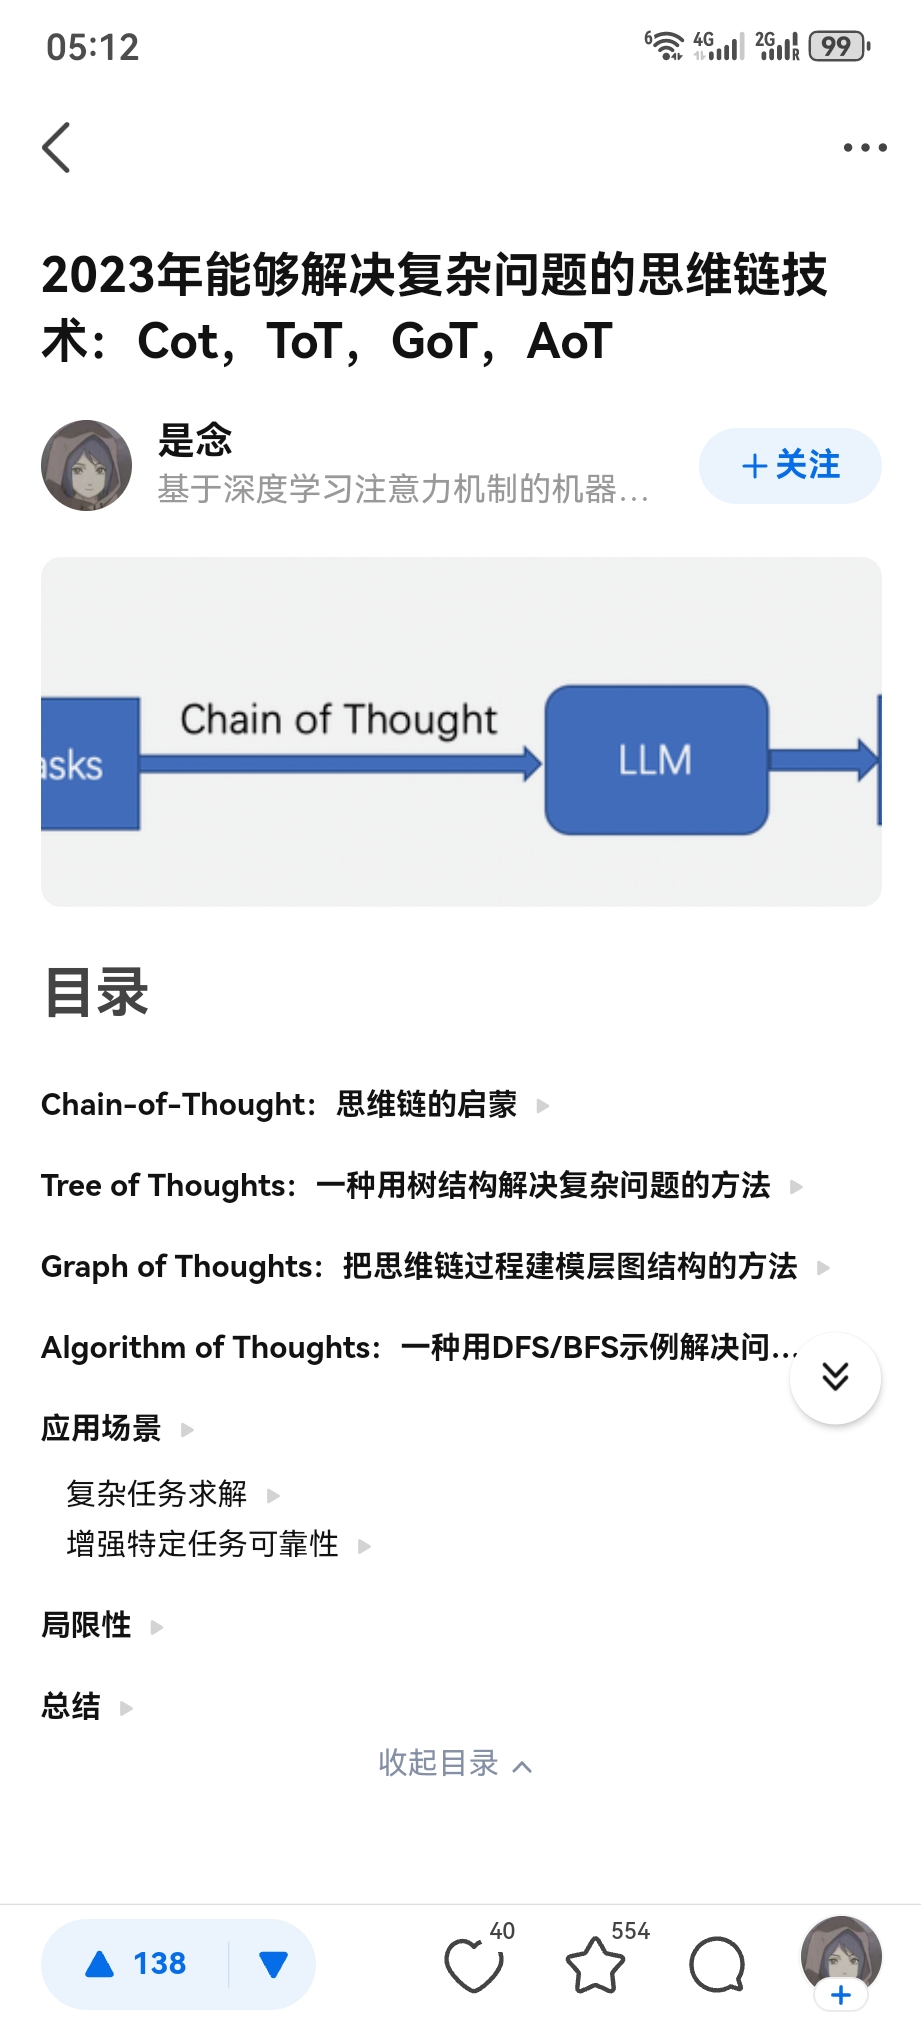 05:12
6
4G
2G
R
99
2023年能够解决复杂问题的思维链技
术：Cot，ToT，GoT，AoT
是念
基于深度学习注意力机制的机器...
+ 关注
asks
Chain of Thought
LLM
目录
Chain-of-Thought：思维链的启蒙
Tree of Thoughts：一种用树结构解决复杂问题的方法
Graph of Thoughts：把思维链过程建模层图结构的方法
Algorithm of Thoughts：一种用DFS/BFS示例解决问...
应用场景
复杂任务求解
增强特定任务可靠性
局限性
总结
收起目录
138
40
554